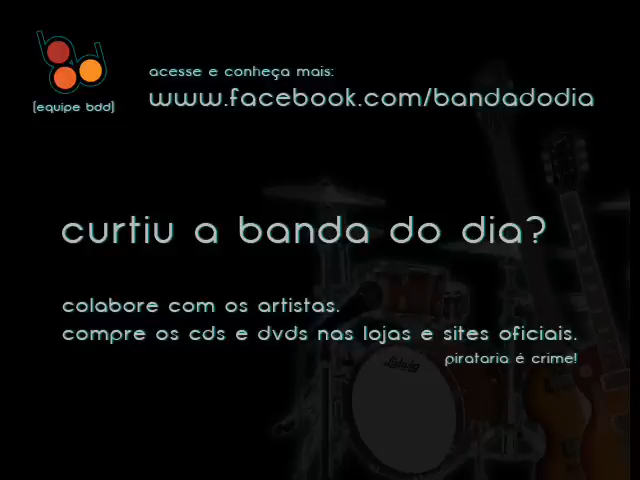 acesse e conheça mais:
www.facebook.com/bandadodia
(equipe bdd)
curtiu a banda do dia?
colabore com os artistas.
compre os cds e dvds nas lojas e sites oficiais.
pirataria é crime!
Ludwig